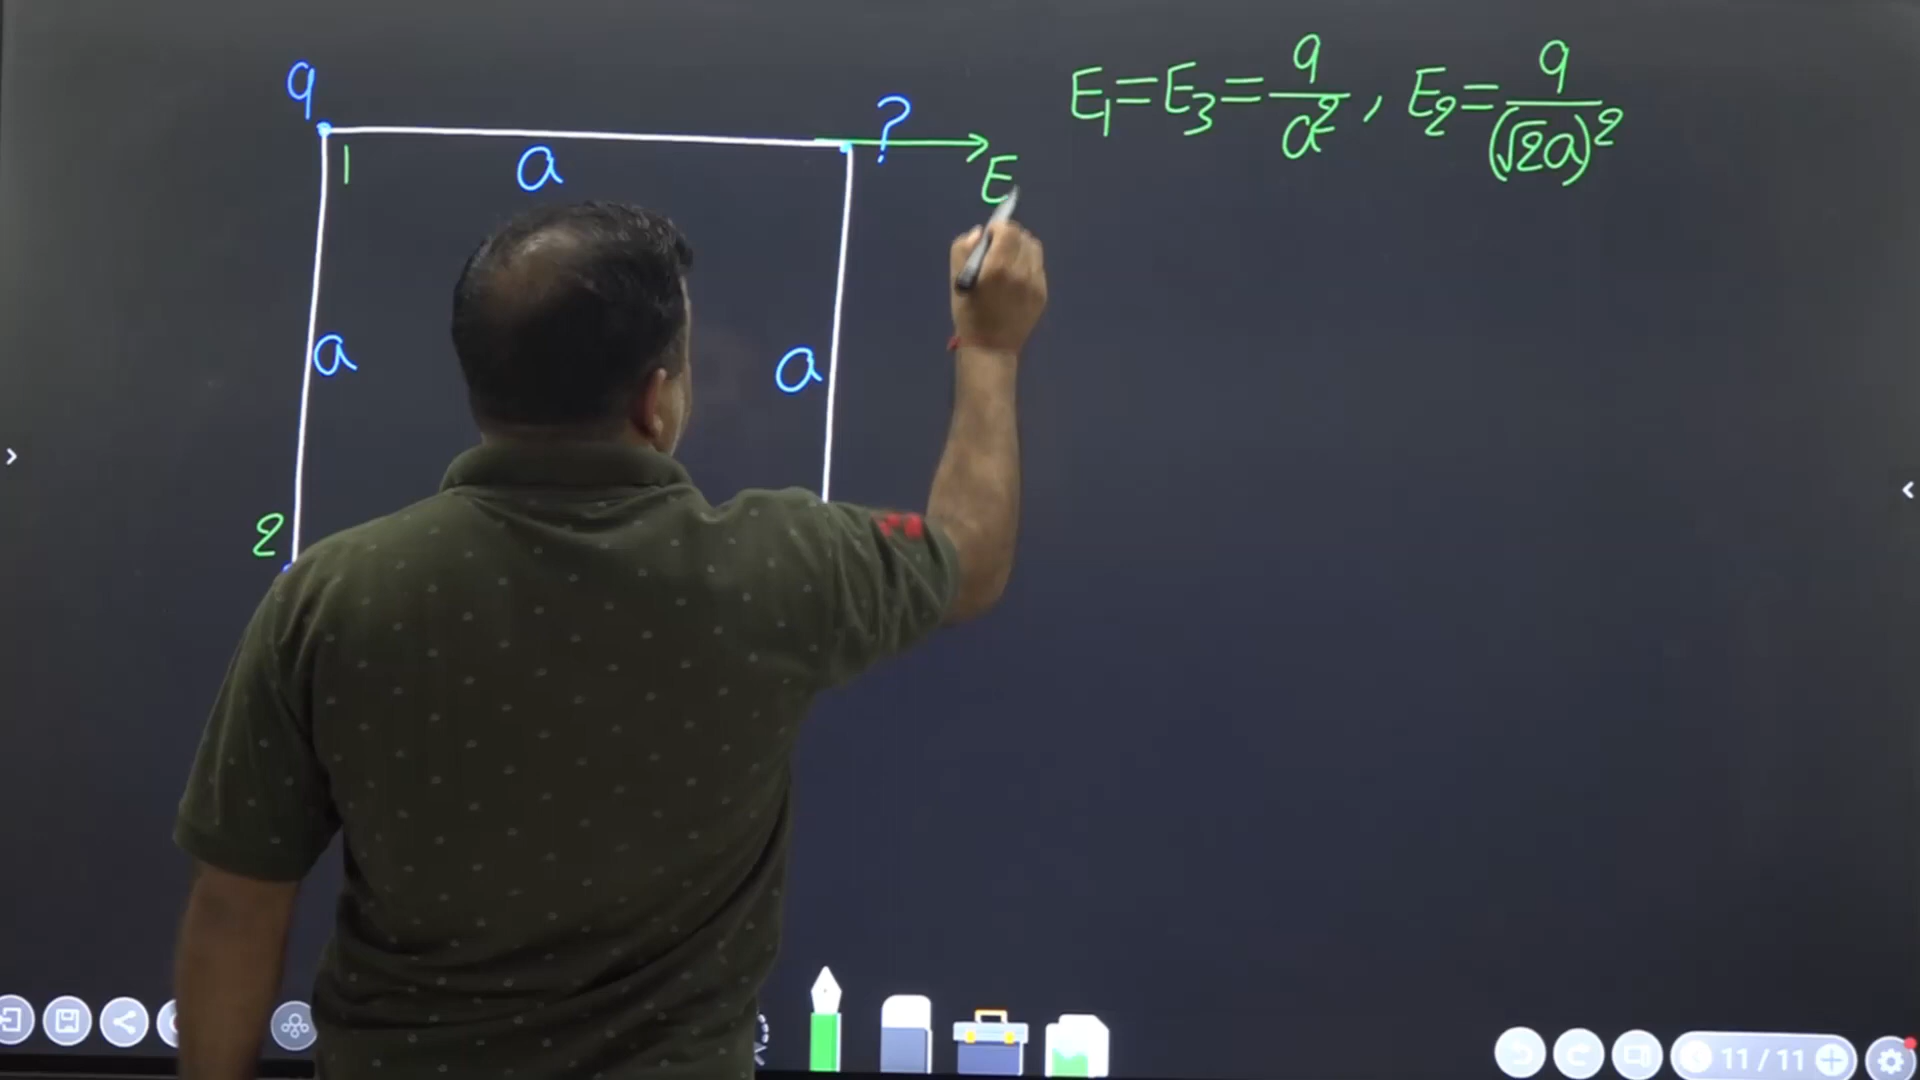 q
?
E₁=E₃=q/a², E₂=q/(√2a)²
1
a
E
a
a
2
11/11